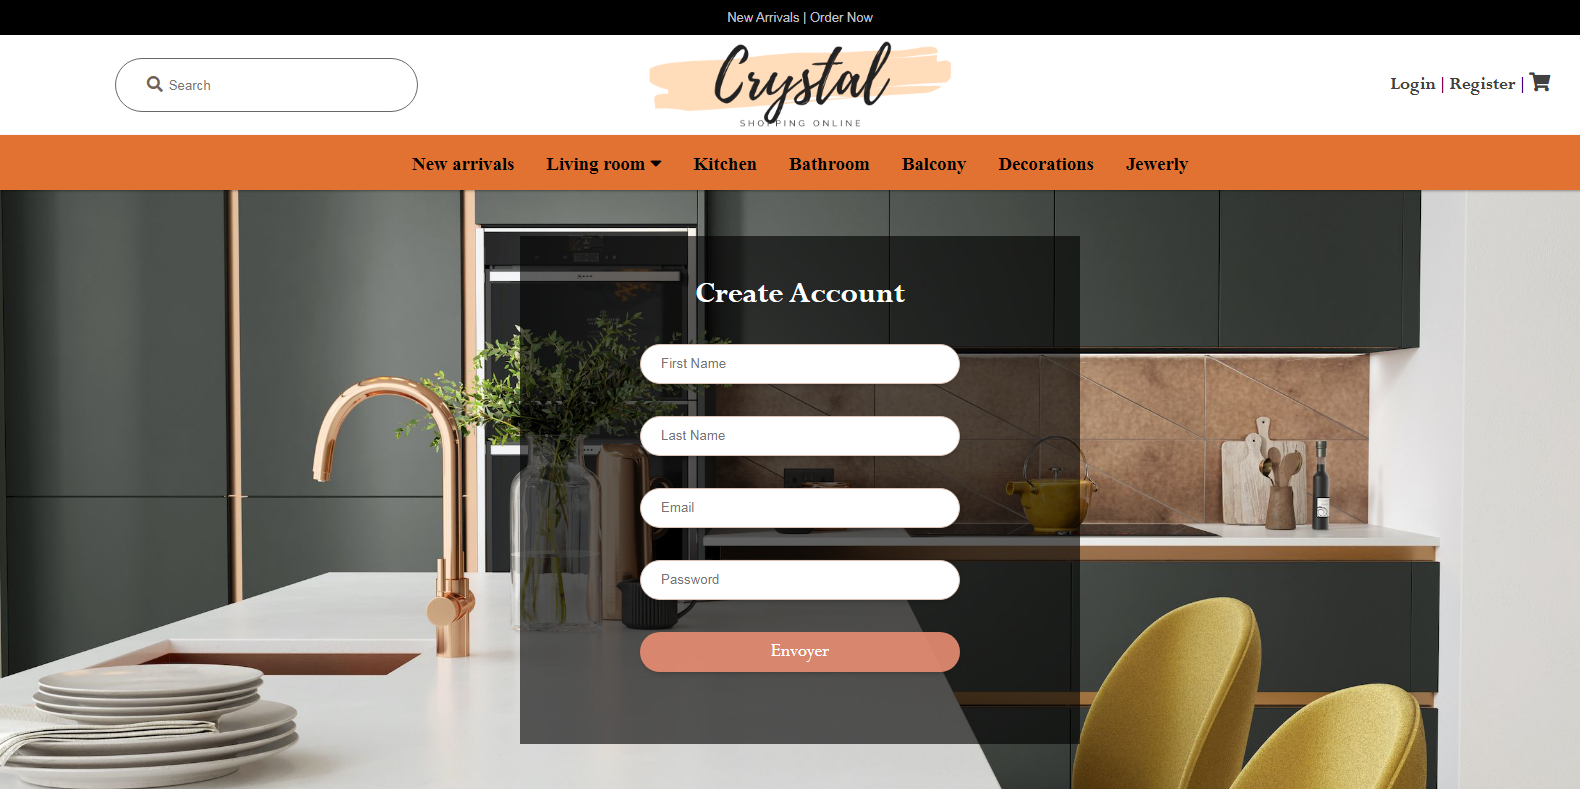 New Arrivals | Order Now
Search
Crystal
SHOPPING ONLINE
Login | Register |
New arrivals Living room Kitchen Bathroom Balcony Decorations Jewerly
Create Account
First Name
Last Name
Email
Password
Envoyer